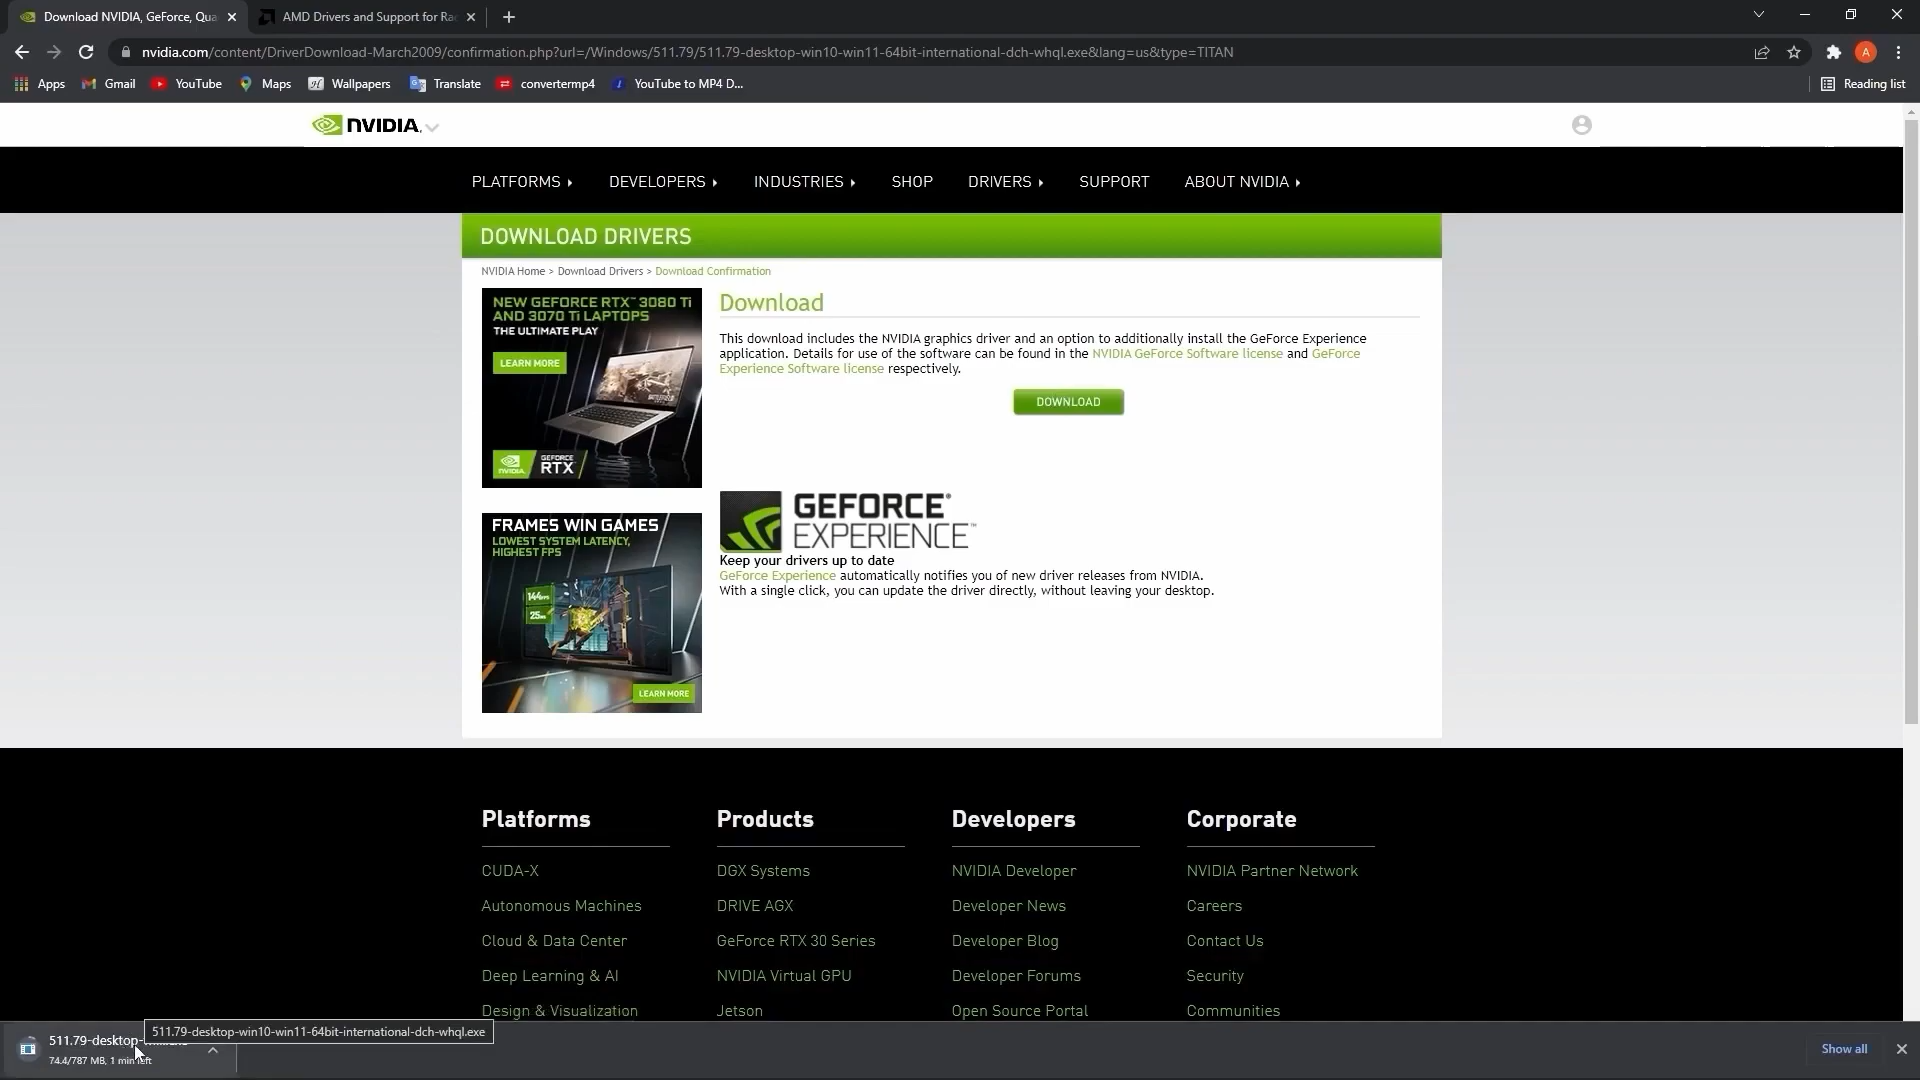 Download NVIDIA, GeForce, Qua
AMD Drivers and Support for Ra
nvidia.com/content/DriverDownload-March2009/confirmation.php?url=/Windows/511.79/511.79-desktop-win10-win11-64bit-international-dch-whql.exe&lang=us&type=TITAN
A
Apps Gmail YouTube Maps Wallpapers Translate convertermp4 YouTube to MP4 D... Reading list
NVIDIA.
PLATFORMS DEVELOPERS INDUSTRIES SHOP DRIVERS SUPPORT ABOUT NVIDIA
DOWNLOAD DRIVERS
NVIDIA Home > Download Drivers > Download Confirmation
NEW GEFORCE RTX™ 3080 Ti
AND 3070 Ti LAPTOPS
THE ULTIMATE PLAY
LEARN MORE
NVIDIA.
GEFORCE
RTX
Download
This download includes the NVIDIA graphics driver and an option to additionally install the GeForce Experience
application. Details for use of the software can be found in the NVIDIA GeForce Software license and GeForce
Experience Software license respectively.
DOWNLOAD
FRAMES WIN GAMES
LOWEST SYSTEM LATENCY,
HIGHEST FPS
144
LEARN MORE
GEFORCE®
EXPERIENCE™
Keep your drivers up to date
GeForce Experience automatically notifies you of new driver releases from NVIDIA.
With a single click, you can update the driver directly, without leaving your desktop.
Platforms
CUDA-X
Autonomous Machines
Cloud & Data Center
Deep Learning & AI
Design & Visualization
Products
DGX Systems
DRIVE AGX
GeForce RTX 30 Series
NVIDIA Virtual GPU
Jetson
Developers
NVIDIA Developer
Developer News
Developer Blog
Developer Forums
Open Source Portal
Corporate
NVIDIA Partner Network
Careers
Contact Us
Security
Communities
511.79-desktop-win10-win11-64bit-international-dch-whql.exe
511.79-desktop-
74.4/787 MB, 1 min left
Show all